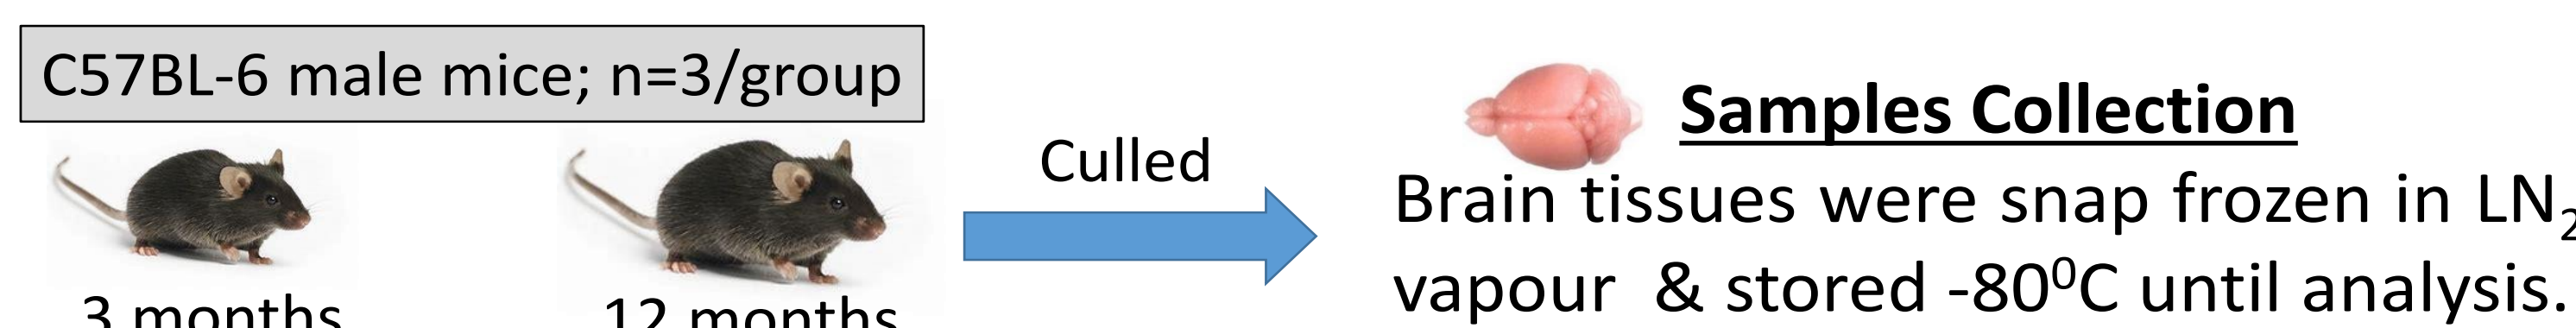 C57BL-6 male mice; n=3/group
Culled
Samples Collection
Brain tissues were snap frozen in LN₂
vapour & stored -80⁰C until analysis.
3 months
12 months